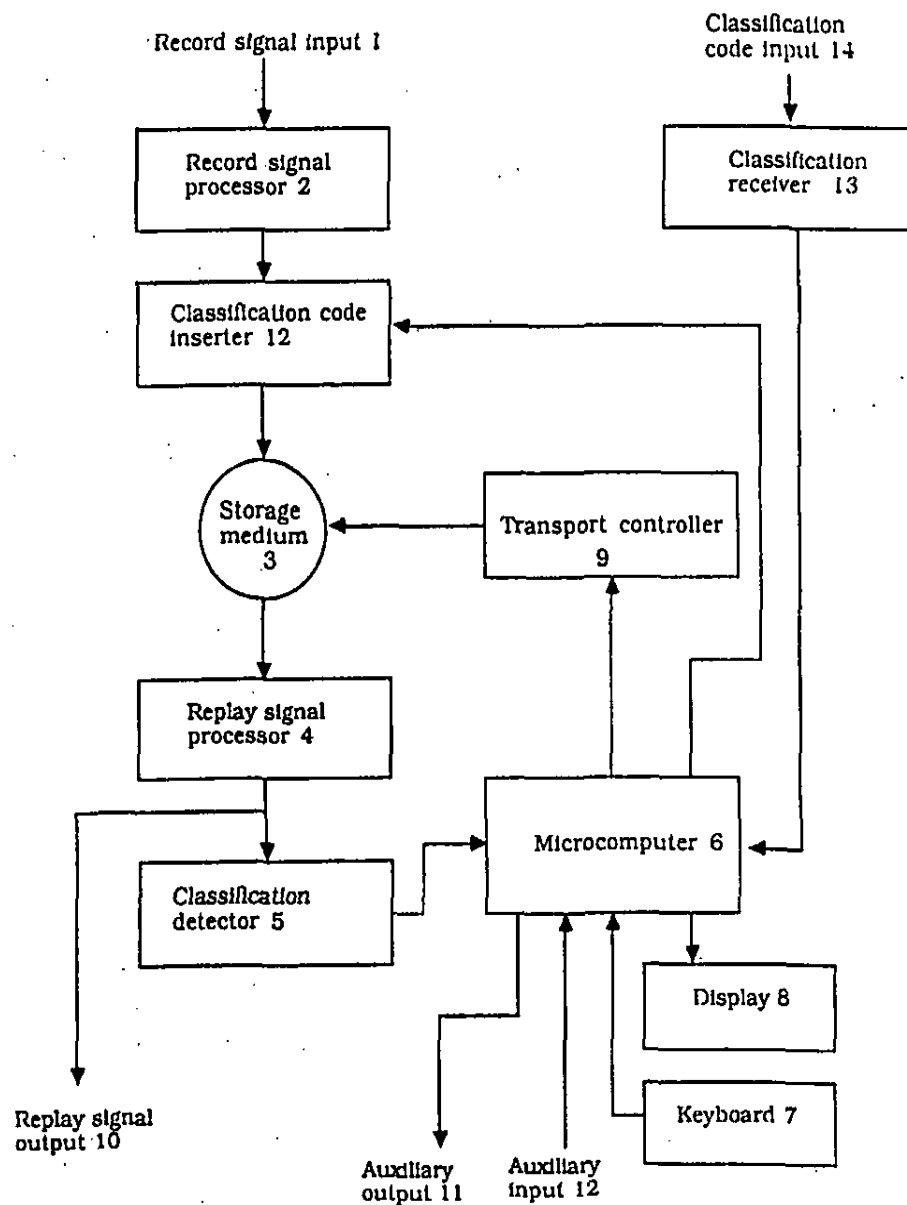 Record signal input 1
Classification
code input 14
Record signal
processor 2
Classification
receiver 13
Classification code
inserter 12
Storage
medium
3
Transport controller
9
Replay signal
processor 4
Microcomputer 6
Classification
detector 5
Display 8
Keyboard 7
Replay signal
output 10
Auxiliary
output 11
Auxiliary
input 12